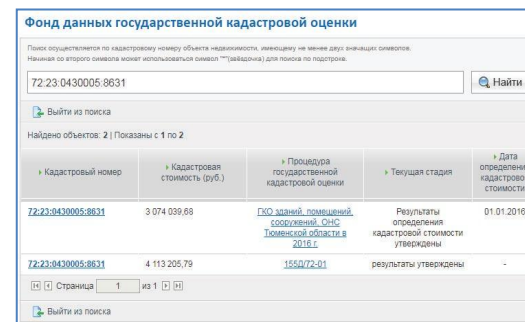 Фонд данных государственной кадастровой оценки
Поиск осуществляется по кадастровому номеру объекта недвижимости, имеющему не менее двух значащих символов.
Начиная со второго символа может использоваться символ "*"(звёздочка) для поиска по подстроке.
72:23:0430005:8631 Найти
Выйти из поиска
Найдено объектов: 2 | Показаны с 1 по 2
Кадастровый номер
Кадастровая
стоимость (руб.)
Процедура
государственной
кадастровой оценки
Текущая стадия
Дата
определени
кадастрово
стоимости
72:23:0430005:8631 3 074 039,68
ГКО зданий, помещений,
сооружений, ОНС
Тюменской области в
2016 г.
Результаты
определения
кадастровой стоимости
утверждены
01.01.2016
72:23:0430005:8631 4 113 205,79 155Д/72-01 результаты утверждены -
Страница 1 из 1
Выйти из поиска